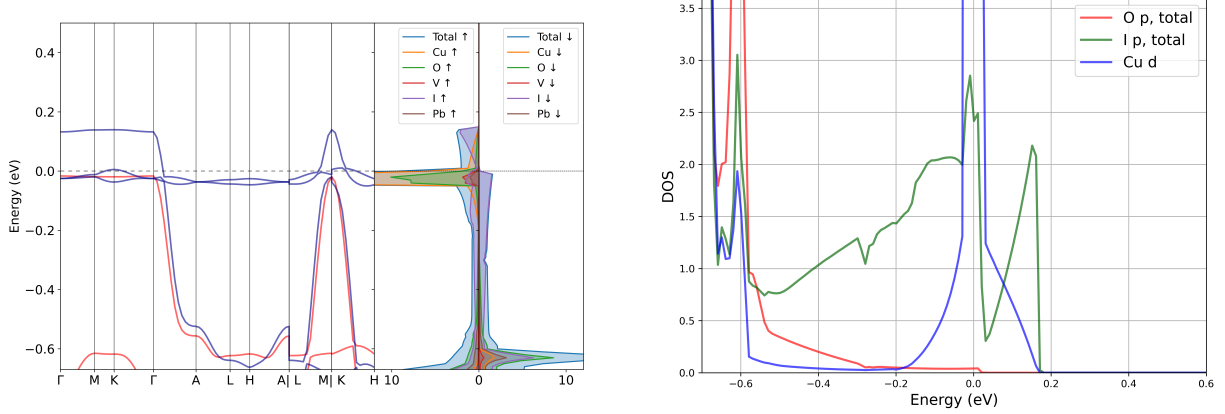 0.4
0.2
0.0
−0.2
−0.4
−0.6
Energy (eV)
Γ M K Γ A L H A| L M| K H
Total ↑
Cu ↑
O ↑
V ↑
I ↑
Pb ↑
Total ↓
Cu ↓
O ↓
V ↓
I ↓
Pb ↓
10 0 10
3.5
3.0
2.5
2.0
1.5
1.0
0.5
0.0
DOS
O p, total
I p, total
Cu d
−0.6 −0.4 −0.2 0.0 0.2 0.4 0.6
Energy (eV)